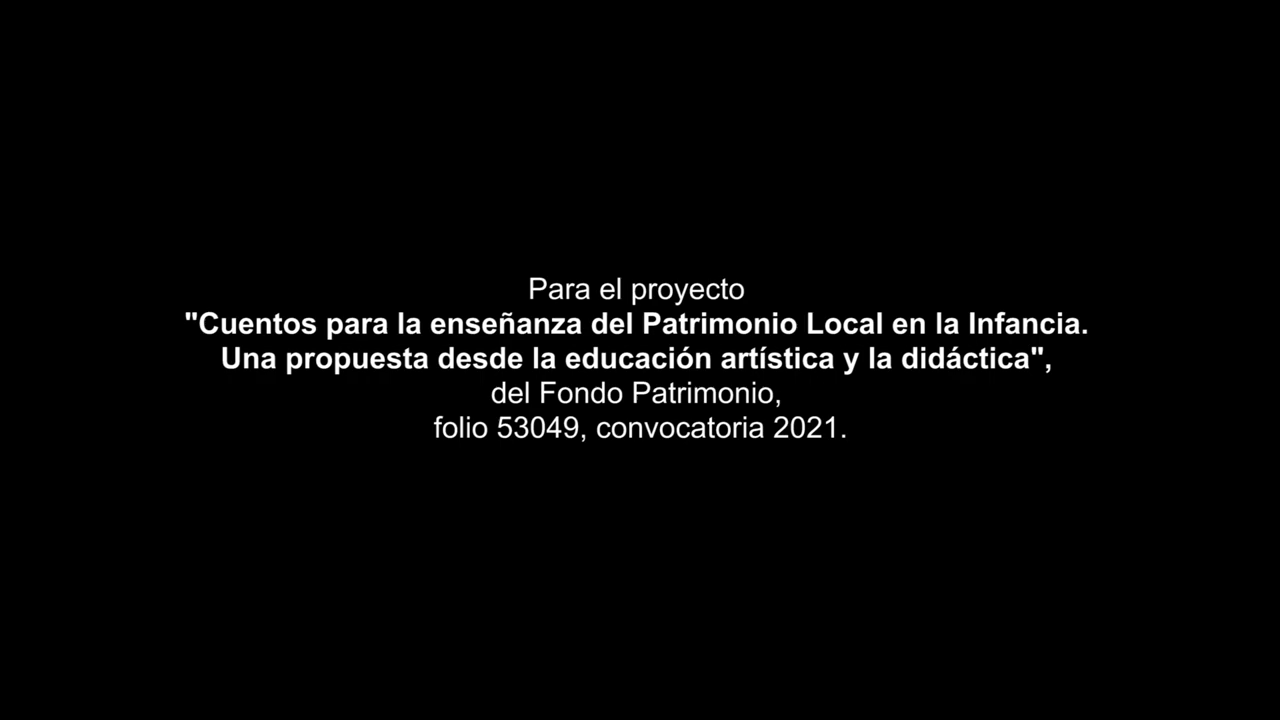 Para el proyecto
"Cuentos para la enseñanza del Patrimonio Local en la Infancia.
Una propuesta desde la educación artística y la didáctica",
del Fondo Patrimonio,
folio 53049, convocatoria 2021.